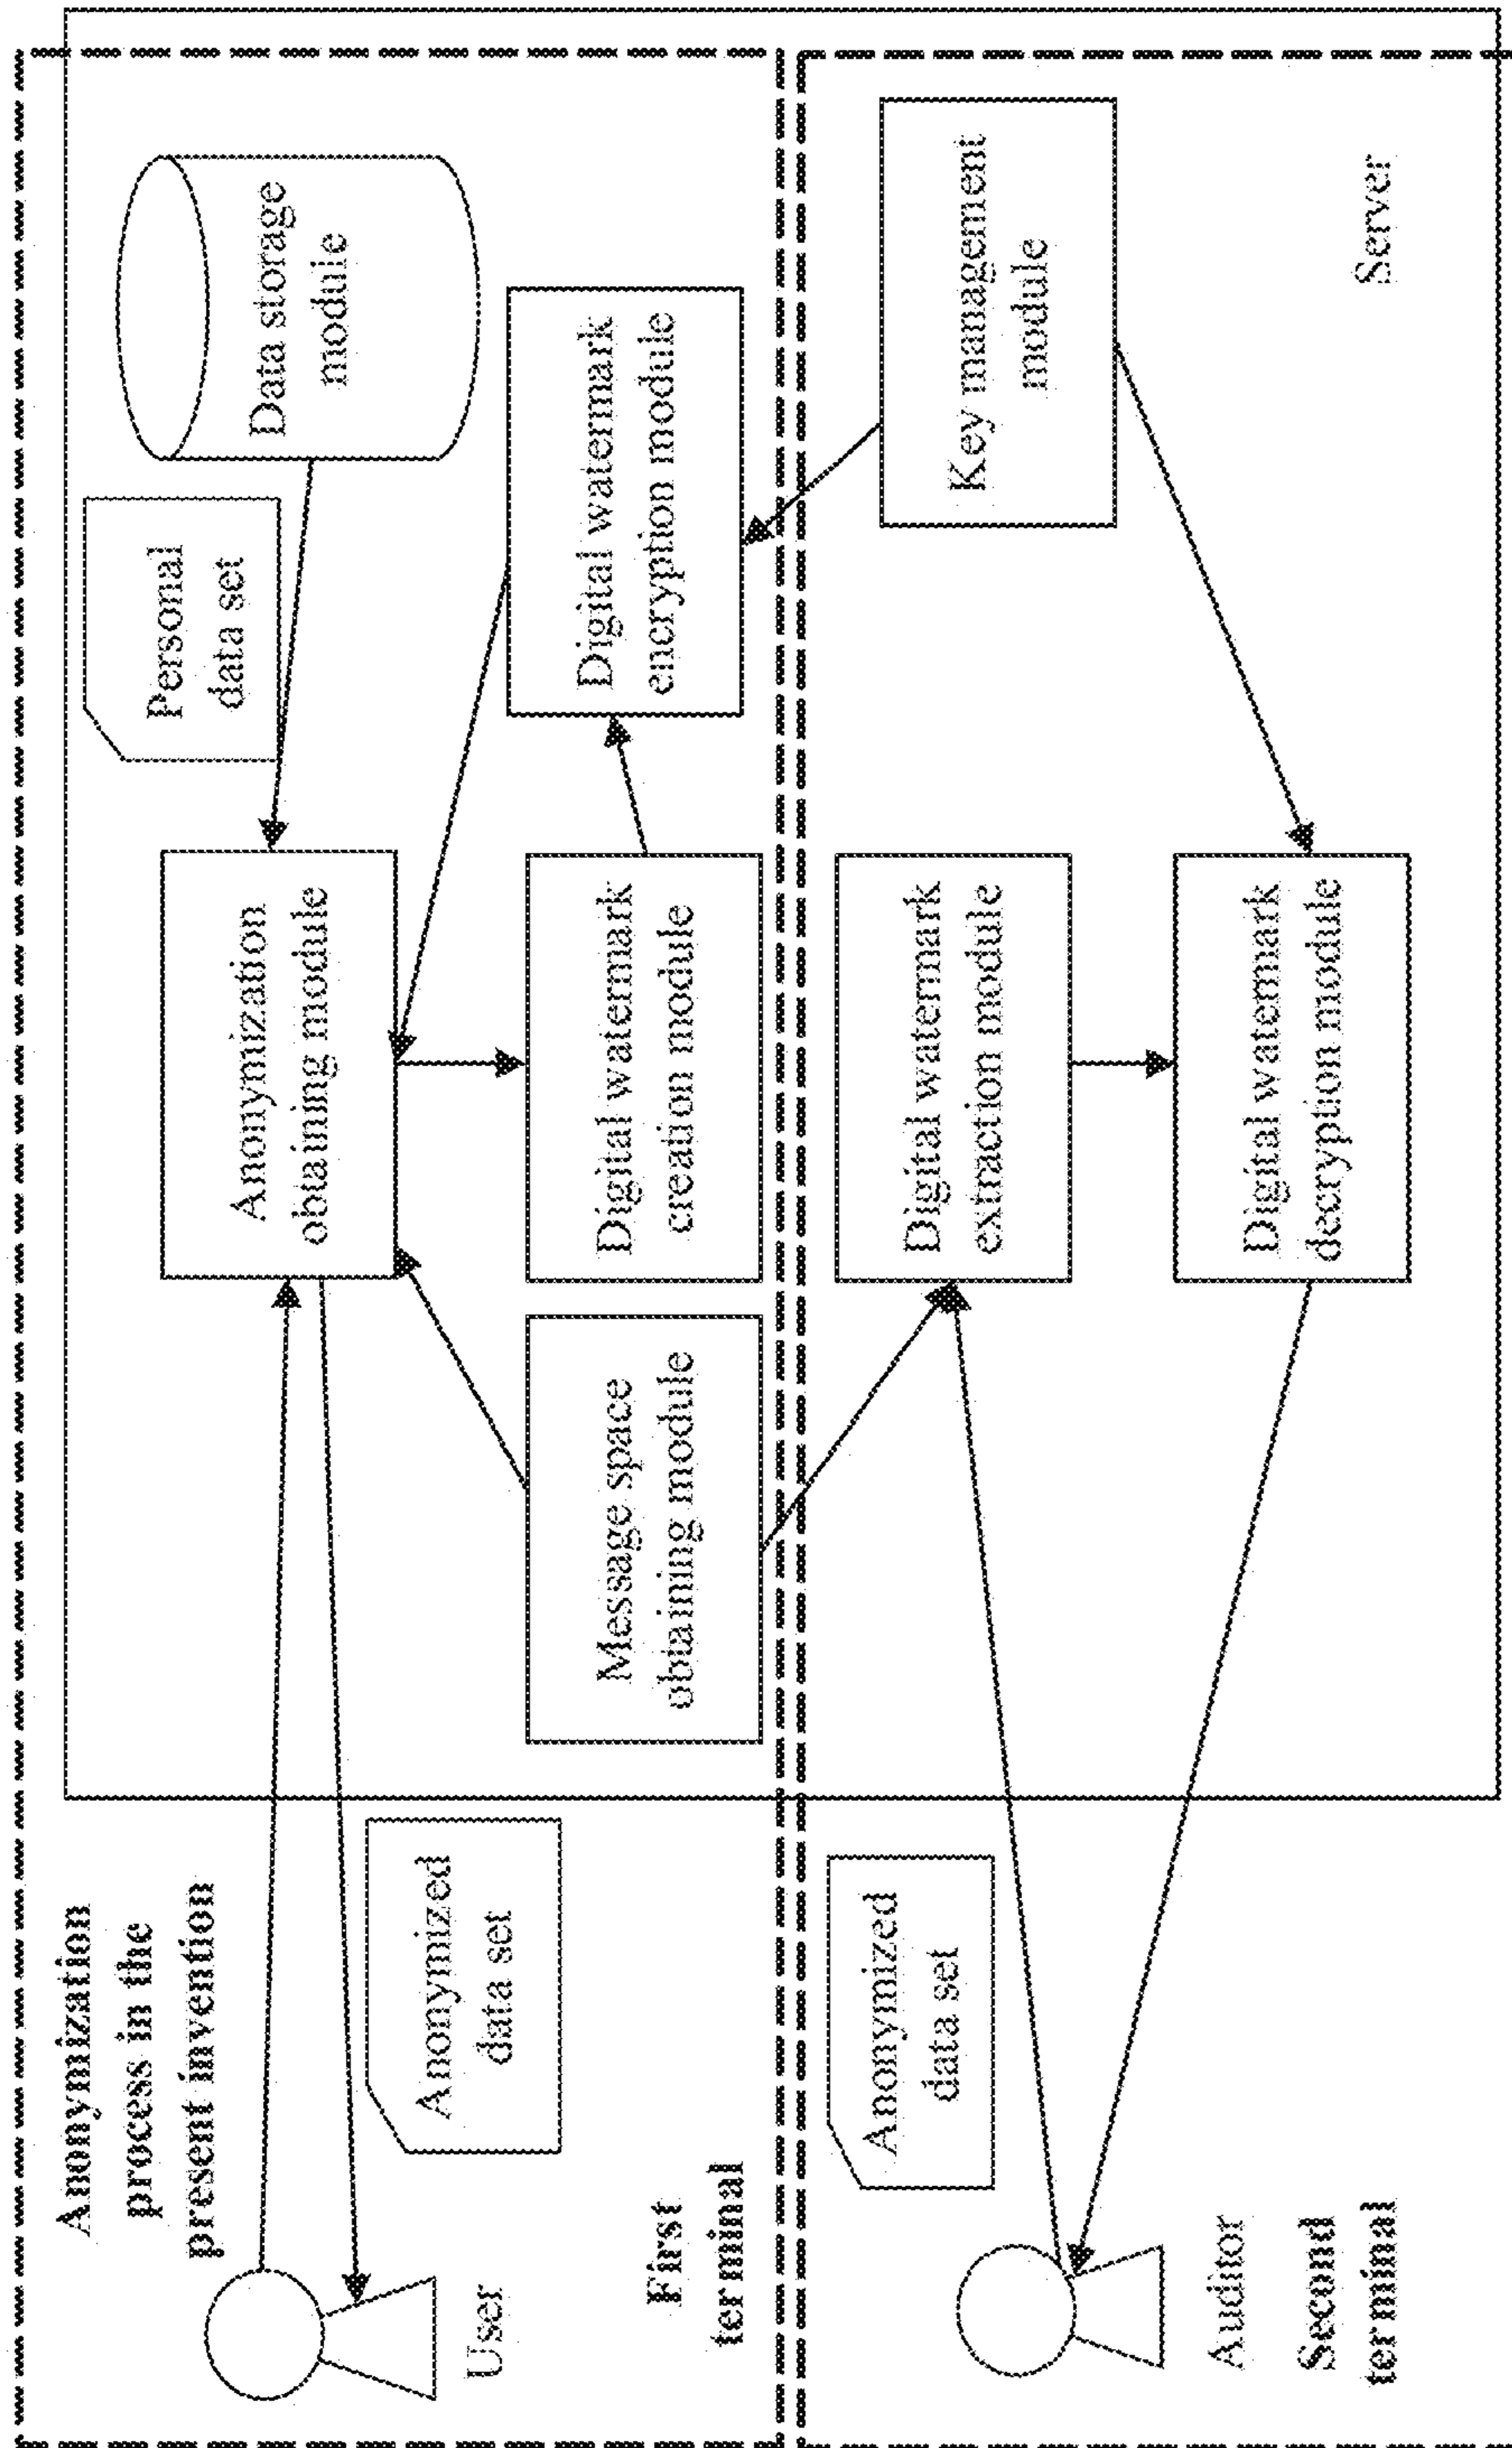 Anonymization
process in the
present invention
User
First
terminal
Anonymized
data set
Anonymization
obtaining module
Personal
data set
Data storage
module
Message space
obtaining module
Digital watermark
creation module
Digital watermark
encryption module
Auditor
Second
terminal
Anonymized
data set
Digital watermark
extraction module
Digital watermark
decryption module
Key management
module
Server